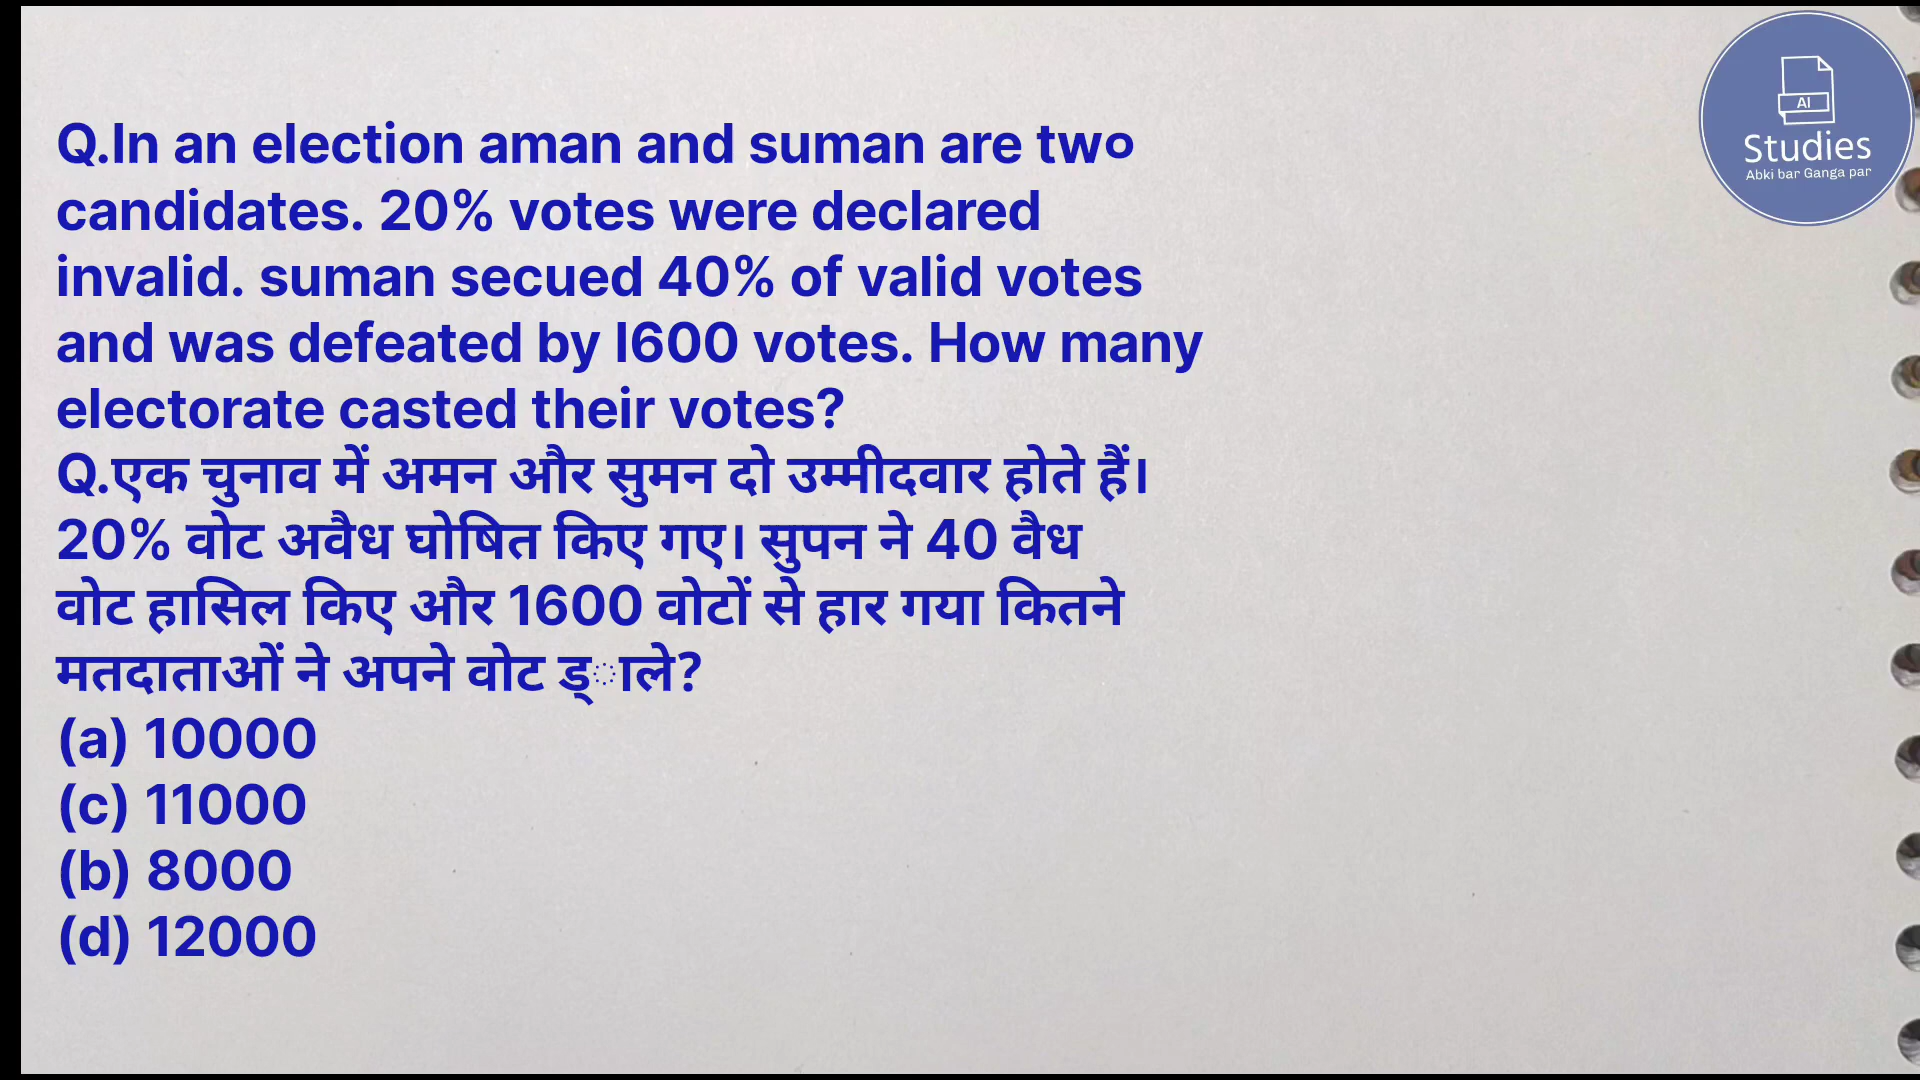 Q.In an election aman and suman are two
candidates. 20% votes were declared
invalid. suman secued 40% of valid votes
and was defeated by I600 votes. How many
electorate casted their votes?
Q.एक चुनाव में अमन और सुमन दो उम्मीदवार होते हैं।
20% वोट अवैध घोषित किए गए। सुपन ने 40 वैध
वोट हासिल किए और 1600 वोटों से हार गया कितने
मतदाताओं ने अपने वोट ड्ाले?
(a) 10000
(c) 11000
(b) 8000
(d) 12000
AI
Studies
Abki bar Ganga par